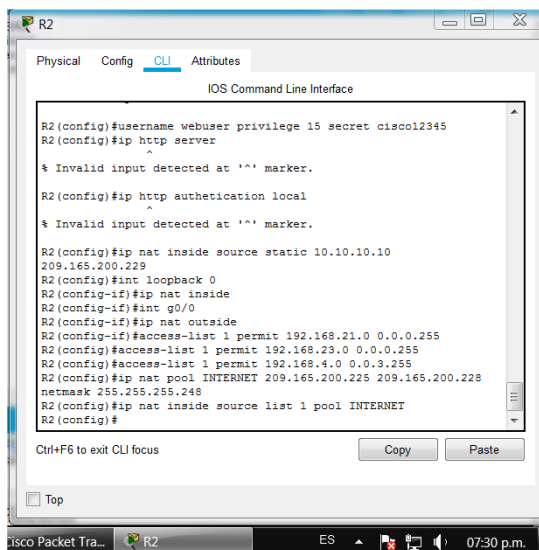 R2
Physical Config CLI Attributes
IOS Command Line Interface
R2(config)#username webuser privilege 15 secret cisco12345
R2(config)#ip http server
^
% Invalid input detected at '^' marker.
R2(config)#ip http authetication local
^
% Invalid input detected at '^' marker.
R2(config)#ip nat inside source static 10.10.10.10
209.165.200.229
R2(config)#int loopback 0
R2(config-if)#ip nat inside
R2(config-if)#int g0/0
R2(config-if)#ip nat outside
R2(config-if)#access-list 1 permit 192.168.21.0 0.0.0.255
R2(config)#access-list 1 permit 192.168.23.0 0.0.0.255
R2(config)#access-list 1 permit 192.168.4.0 0.0.3.255
R2(config)#ip nat pool INTERNET 209.165.200.225 209.165.200.228
netmask 255.255.255.248
R2(config)#ip nat inside source list 1 pool INTERNET
R2(config)#
Ctrl+F6 to exit CLI focus Copy Paste
Top
Cisco Packet Tra... R2 ES 07:30 p.m.